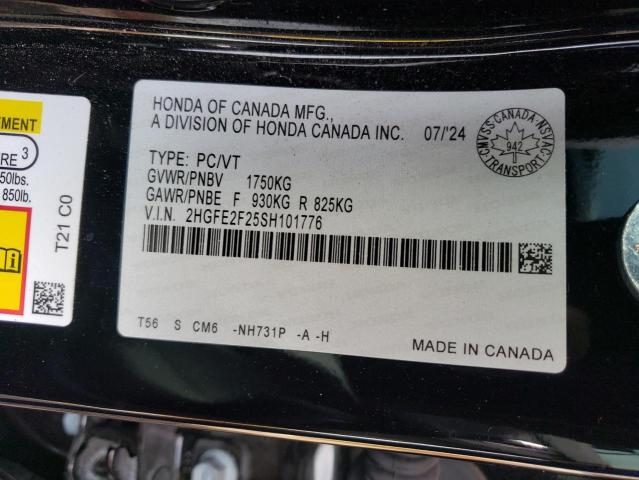 TMENT
RE 3
50lbs.
850lb.
T21 C0
HONDA OF CANADA MFG.,
A DIVISION OF HONDA CANADA INC. 07/'24
TYPE: PC/VT
GVWR/PNBV 1750KG
GAWR/PNBE F 930KG R 825KG
V.I.N. 2HGFE2F25SH101776
T56 S CM6 -NH731P -A -H
MADE IN CANADA
CMVSS-CANADA-NSVAC
942
TRANSPORT